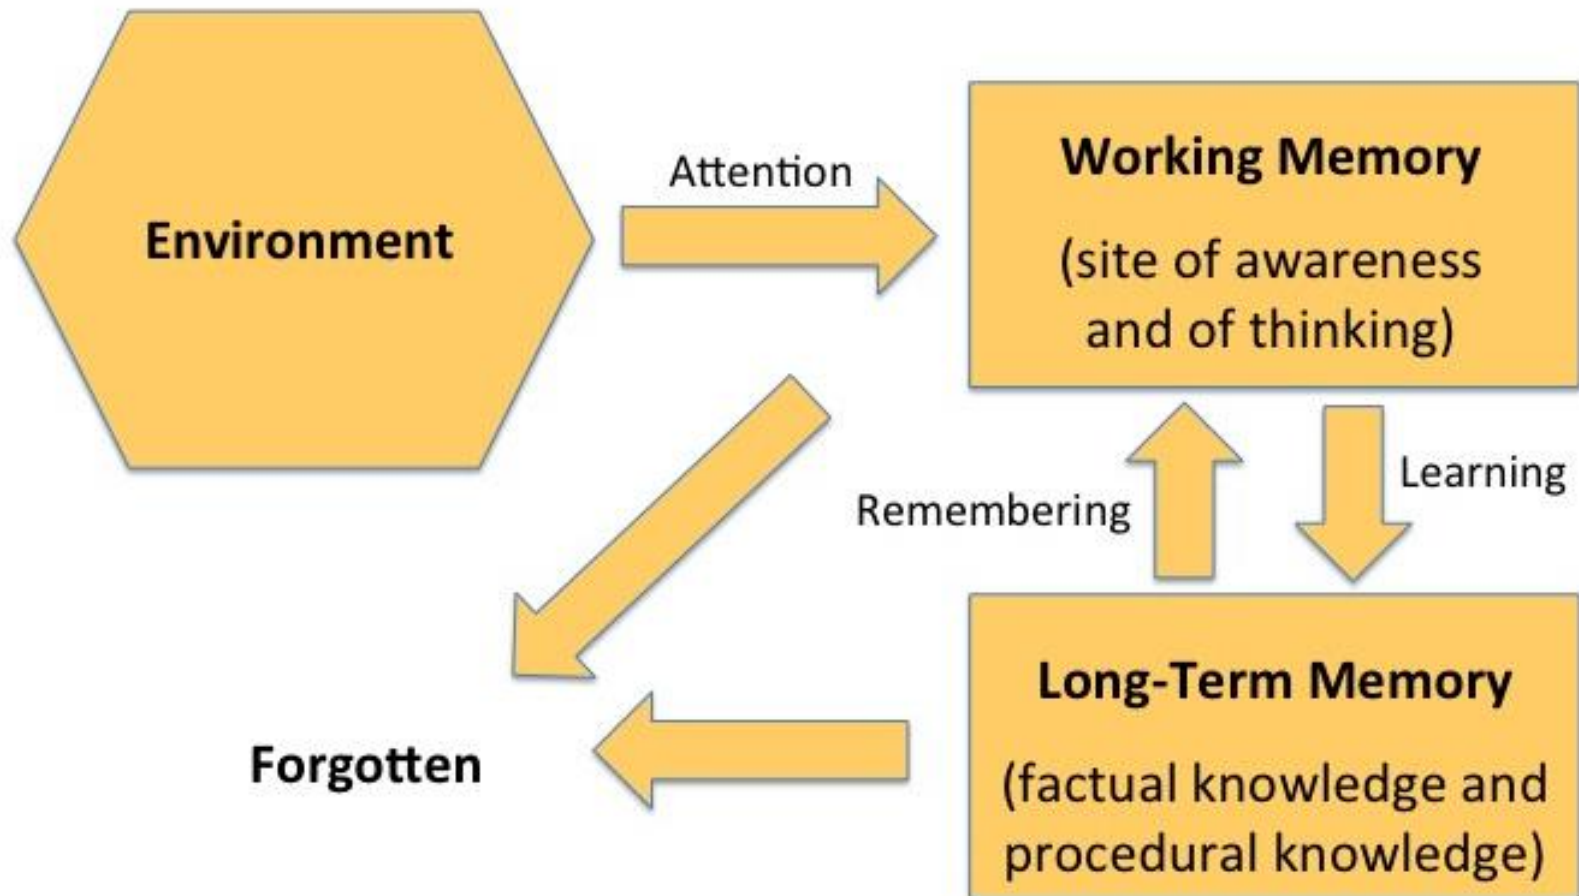 Environment
Attention
Working Memory
(site of awareness
and of thinking)
Remembering
Learning
Forgotten
Long-Term Memory
(factual knowledge and
procedural knowledge)